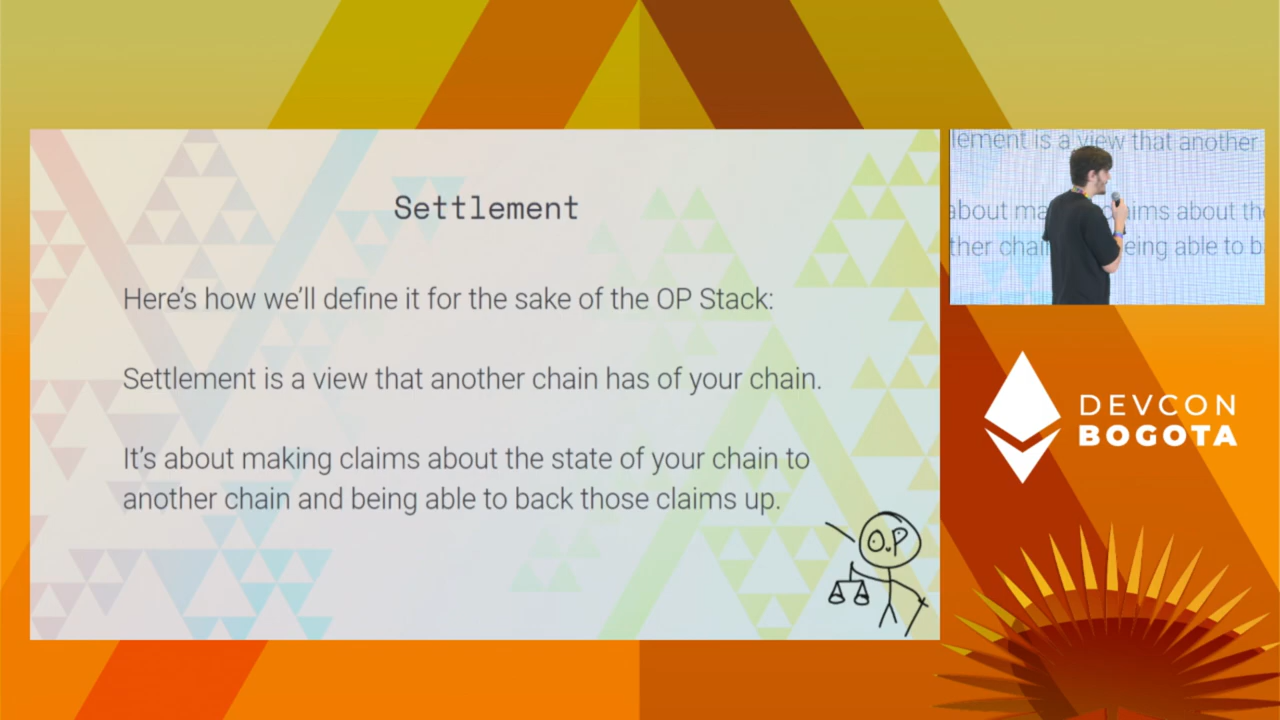 Settlement
Here's how we'll define it for the sake of the OP Stack:
Settlement is a view that another chain has of your chain.
It's about making claims about the state of your chain to
another chain and being able to back those claims up.
O.P
lement is a view that another
about ma ims about the
ther chai eing able to b
DEVCON
BOGOTA